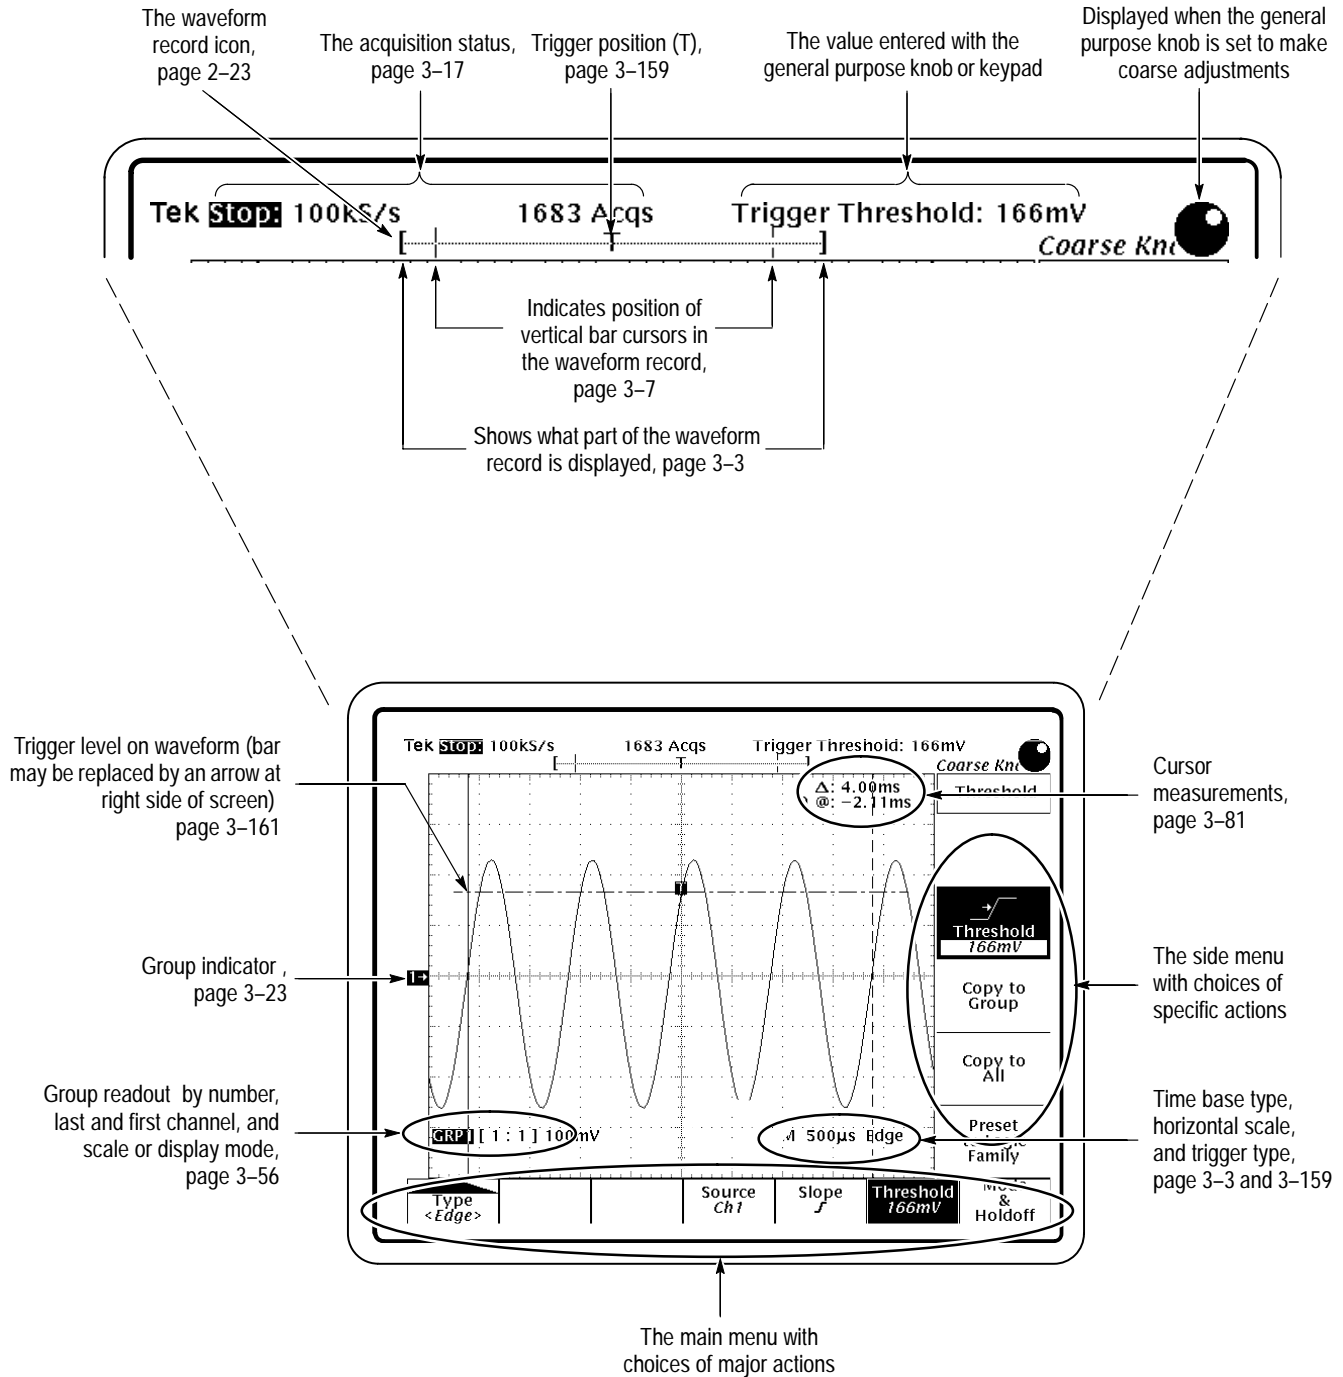 The waveform
record icon,
page 2–23
The acquisition status,
page 3–17
Trigger position (T),
page 3–159
The value entered with the
general purpose knob or keypad
Displayed when the general
purpose knob is set to make
coarse adjustments
Tek Stop: 100kS/s 1683 Acqs Trigger Threshold: 166mV
[ T ]
Coarse
Indicates position of
vertical bar cursors in
the waveform record,
page 3–7
Shows what part of the waveform
record is displayed, page 3–3
Trigger level on waveform (bar
may be replaced by an arrow at
right side of screen)
page 3–161
Group indicator ,
page 3–23
Group readout by number,
last and first channel, and
scale or display mode,
page 3–56
Tek Stop: 100kS/s 1683 Acqs Trigger Threshold: 166mV
[ T ]
Coarse
Δ: 4.00ms
@: −2.11ms
T
1→
GRP1 [ 1 : 1 ] 100mV
M 500µs Edge
Threshold
Threshold
166mV
Copy to
Group
Copy to
All
Preset
Family
Type
<Edge>
Source
Ch1
Slope
Threshold
166mV
Mode
&
Holdoff
Cursor
measurements,
page 3–81
The side menu
with choices of
specific actions
Time base type,
horizontal scale,
and trigger type,
page 3–3 and 3–159
The main menu with
choices of major actions